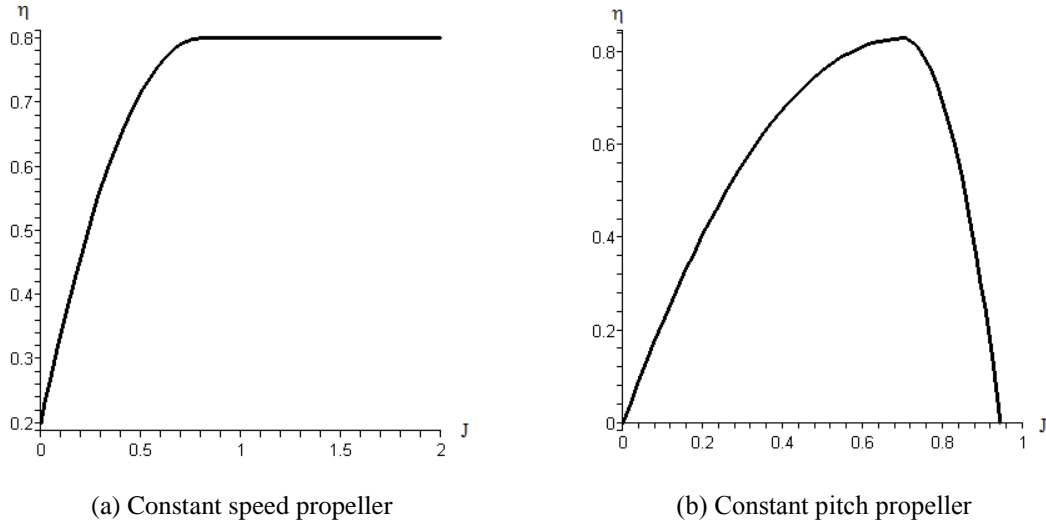 η
0.8
0.7
0.6
0.5
0.4
0.3
0.2
0 0.5 1 1.5 2
J
(a) Constant speed propeller
η
0.8
0.6
0.4
0.2
0
0 0.2 0.4 0.6 0.8 1
J
(b) Constant pitch propeller